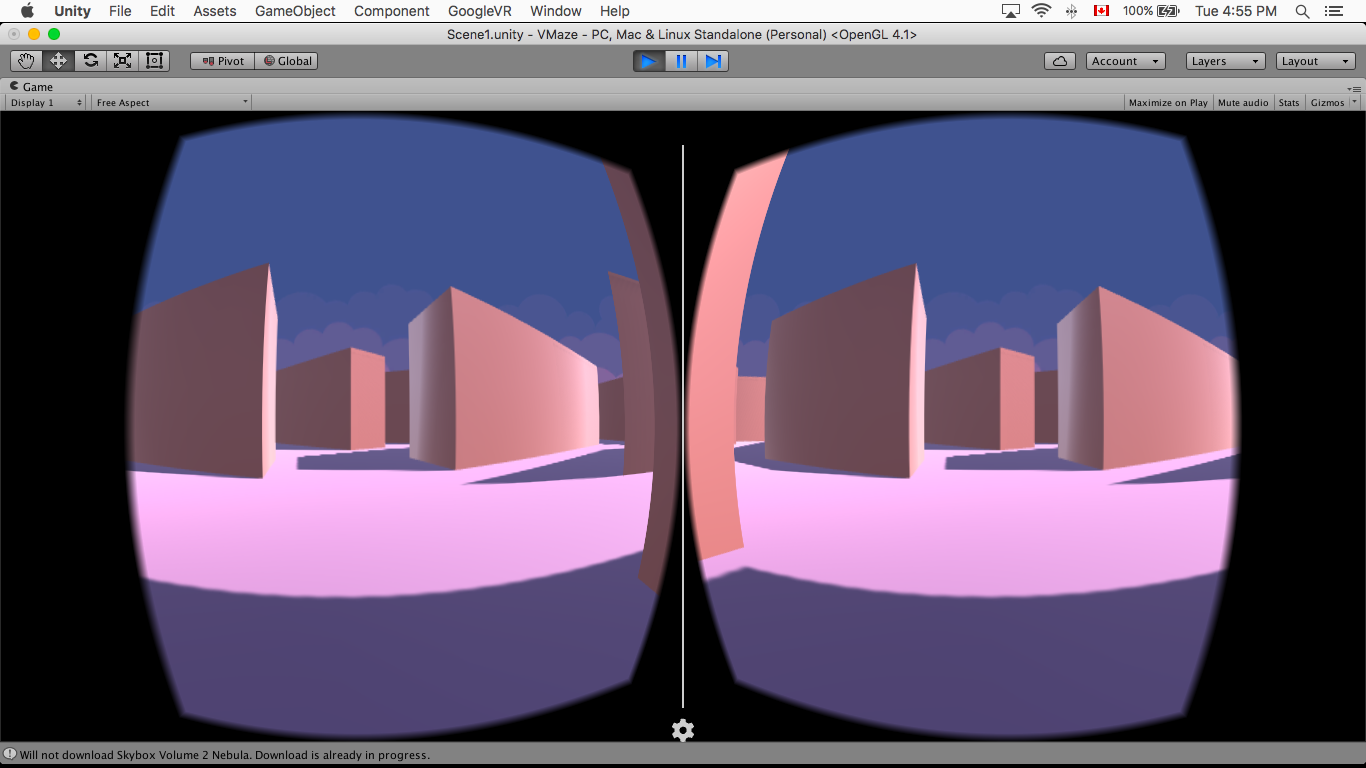 Unity File Edit Assets GameObject Component GoogleVR Window Help 100% Tue 4:55 PM
Scene1.unity - VMaze - PC, Mac & Linux Standalone (Personal) <OpenGL 4.1>
Pivot Global Account Layers Layout
Game
Display 1 Free Aspect Maximize on Play Mute audio Stats Gizmos
Will not download Skybox Volume 2 Nebula. Download is already in progress.